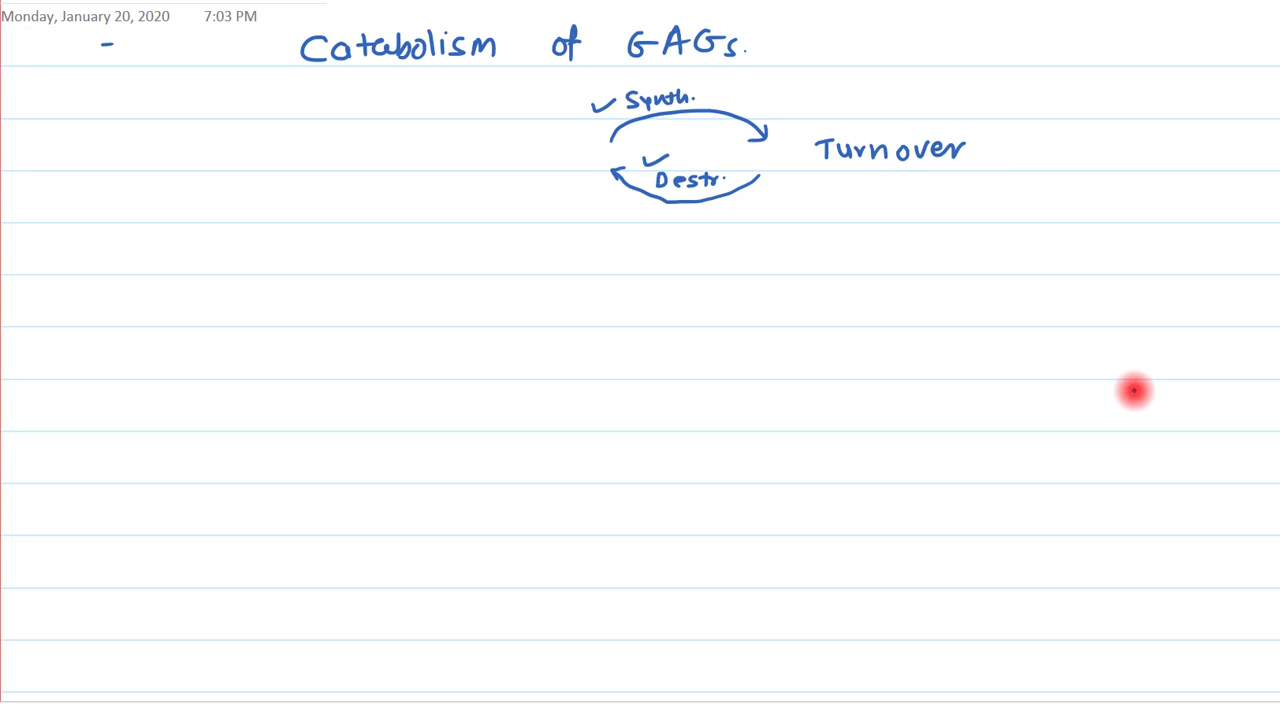 Monday, January 20, 2020 7:03 PM
- Catabolism of GAGs.
✓ Synth.
Turnover
✓ Destr.